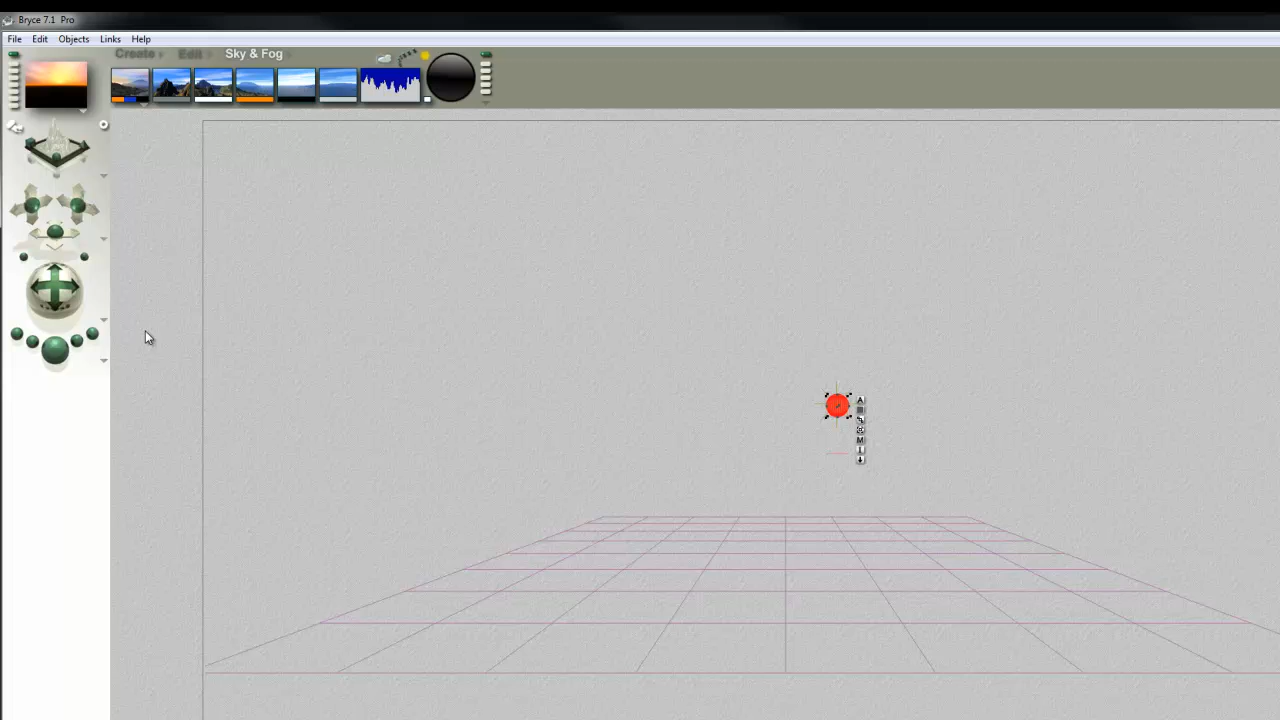 Bryce 7.1 Pro
File Edit Objects Links Help
Create Edit Sky & Fog
A
M